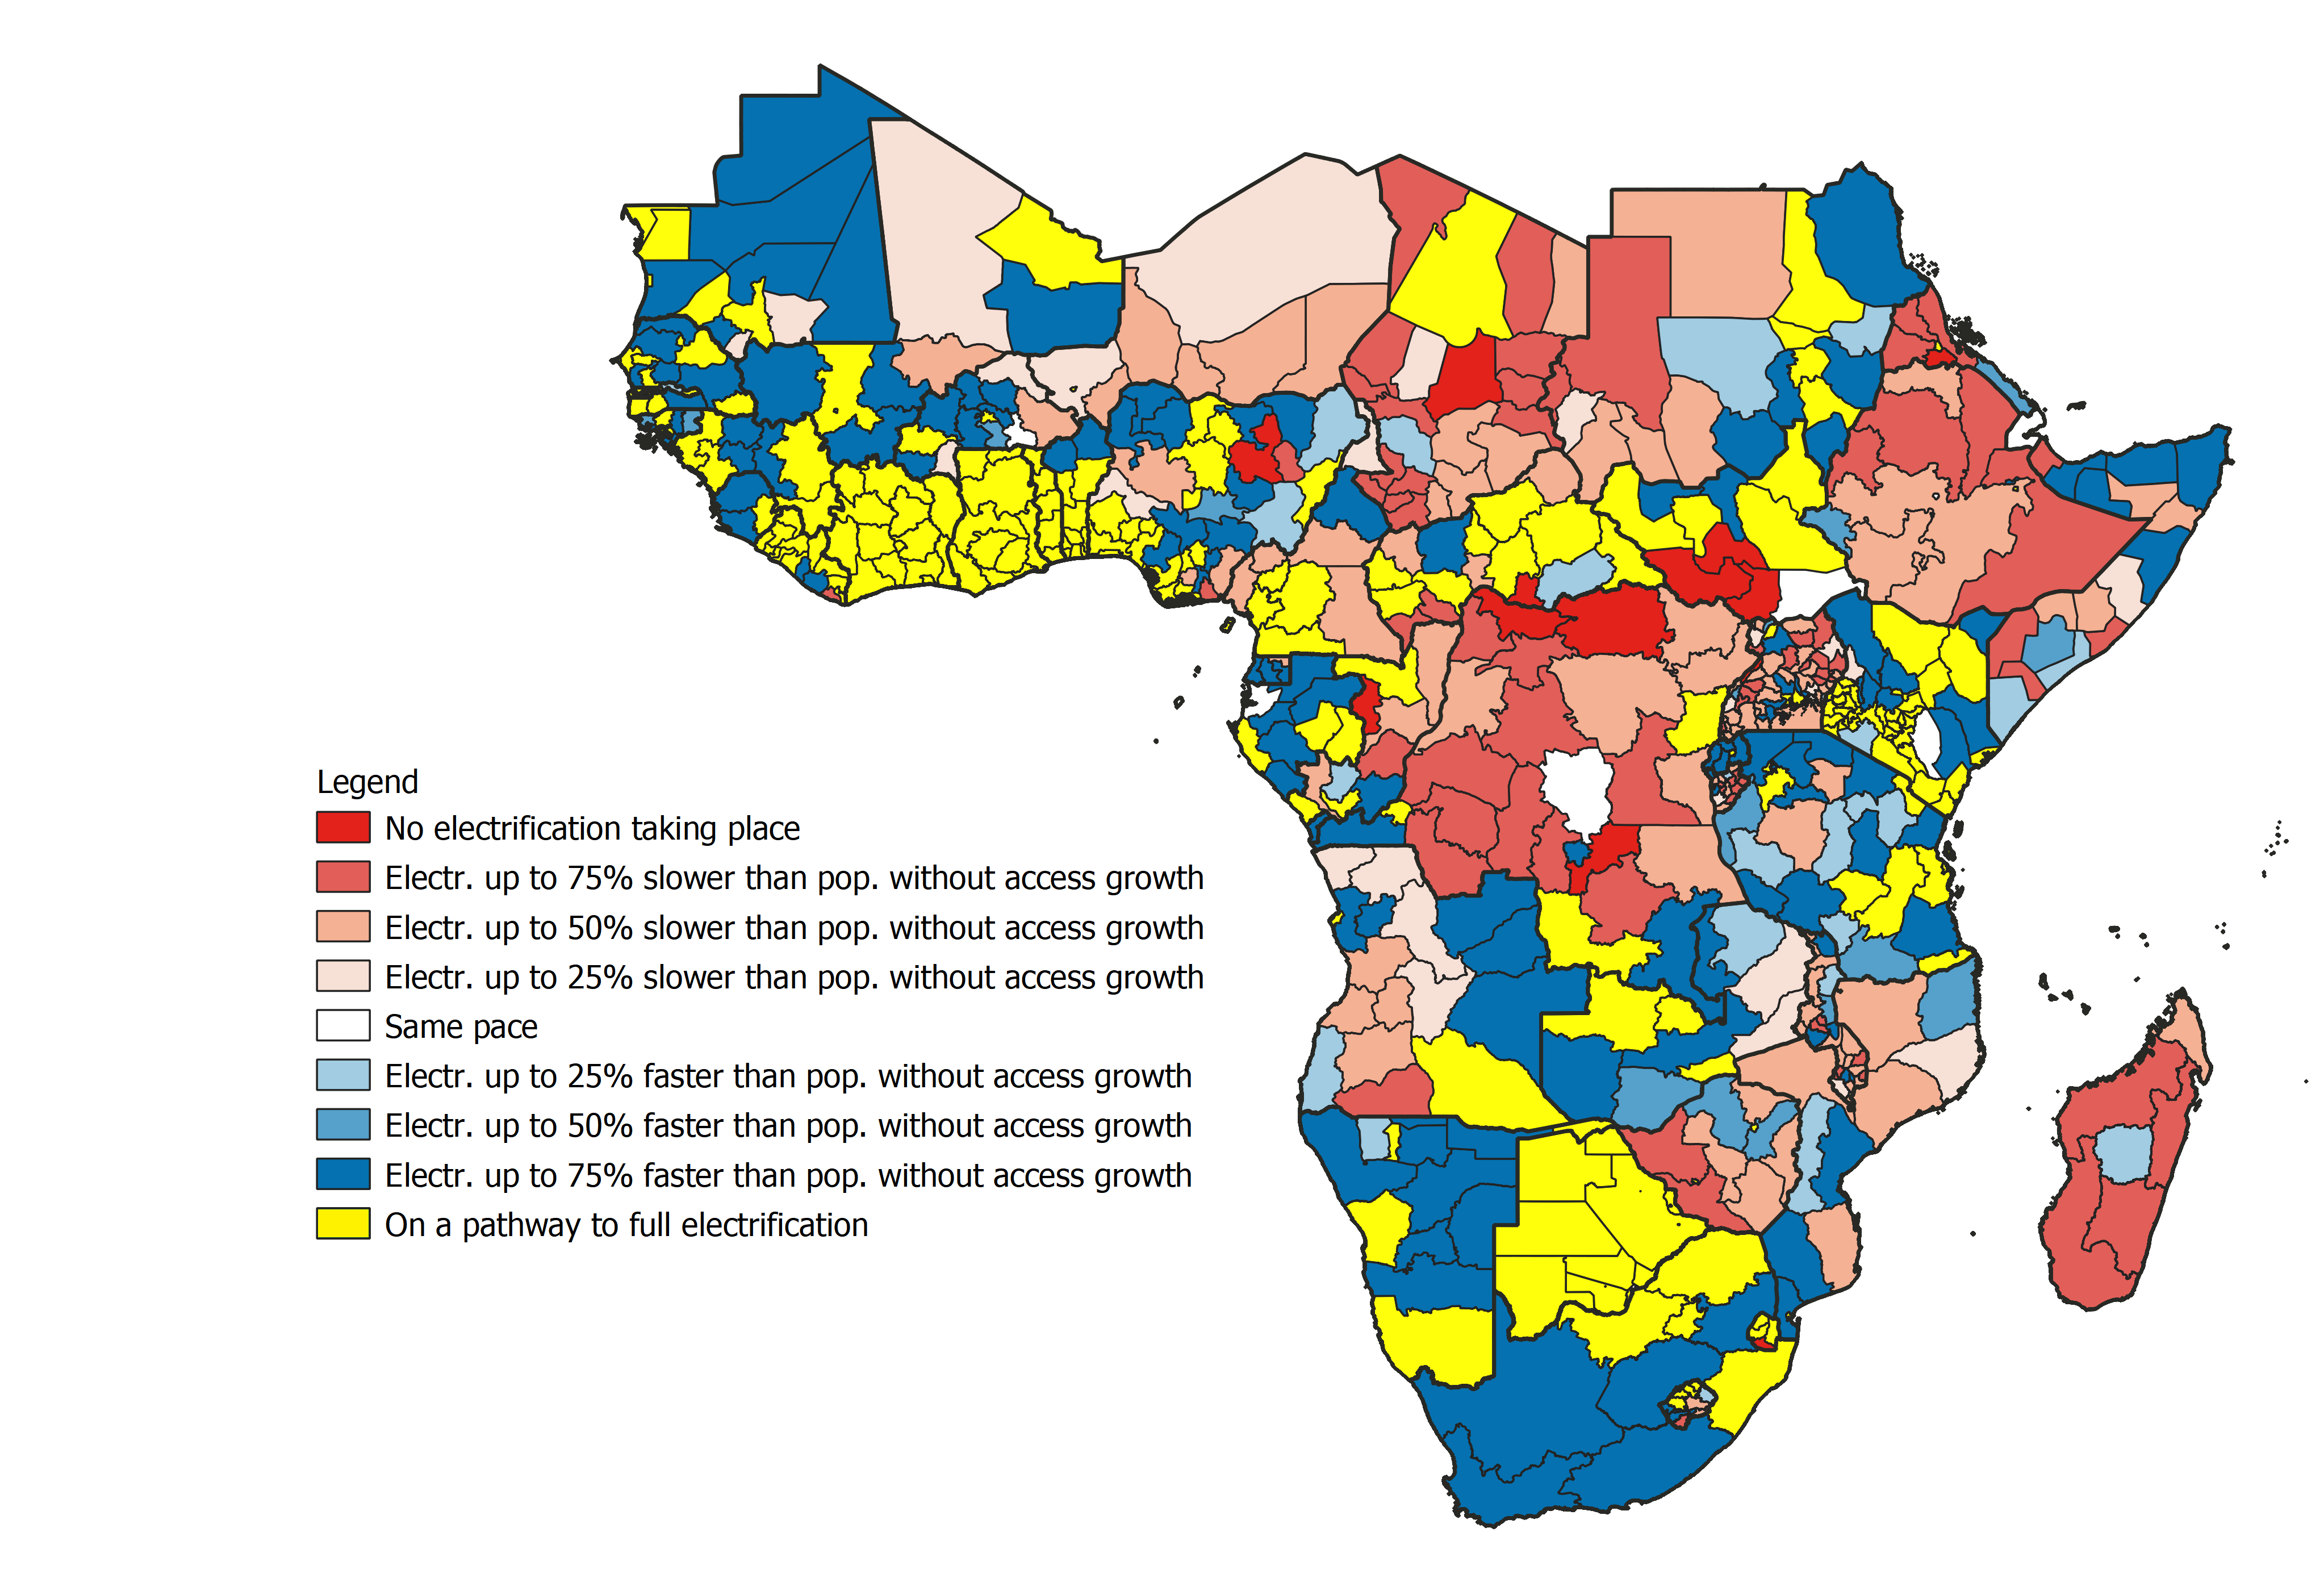 Legend
No electrification taking place
Electr. up to 75% slower than pop. without access growth
Electr. up to 50% slower than pop. without access growth
Electr. up to 25% slower than pop. without access growth
Same pace
Electr. up to 25% faster than pop. without access growth
Electr. up to 50% faster than pop. without access growth
Electr. up to 75% faster than pop. without access growth
On a pathway to full electrification